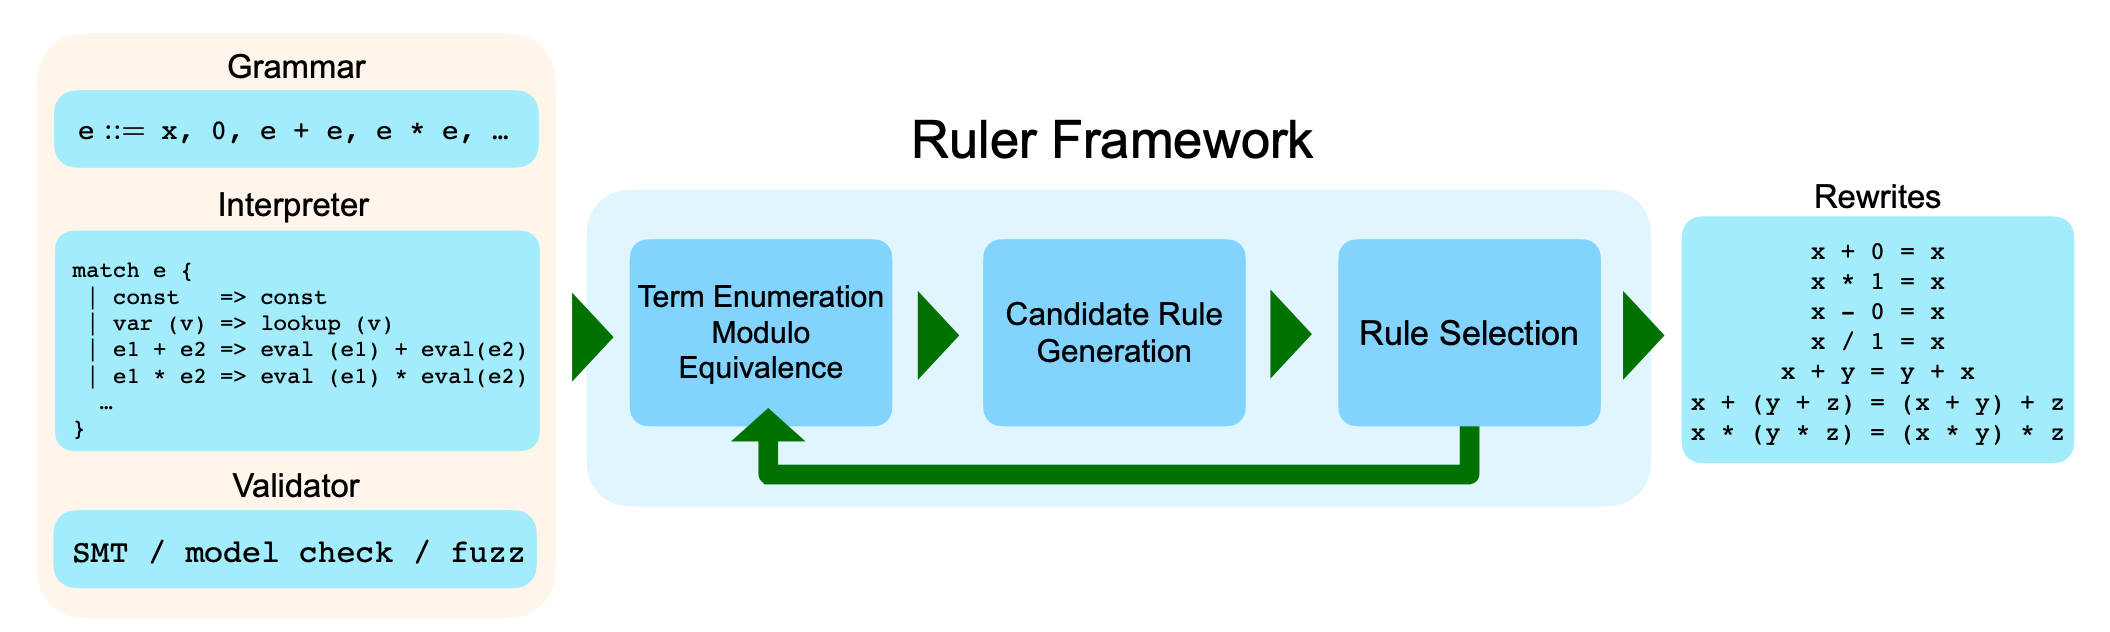 Grammar
e ::= x, 0, e + e, e * e, …
Interpreter
match e {
| const => const
| var (v) => lookup (v)
| e1 + e2 => eval (e1) + eval(e2)
| e1 * e2 => eval (e1) * eval(e2)
…
}
Validator
SMT / model check / fuzz
Ruler Framework
Term Enumeration
Modulo
Equivalence
Candidate Rule
Generation
Rule Selection
Rewrites
x + 0 = x
x * 1 = x
x - 0 = x
x / 1 = x
x + y = y + x
x + (y + z) = (x + y) + z
x * (y * z) = (x * y) * z